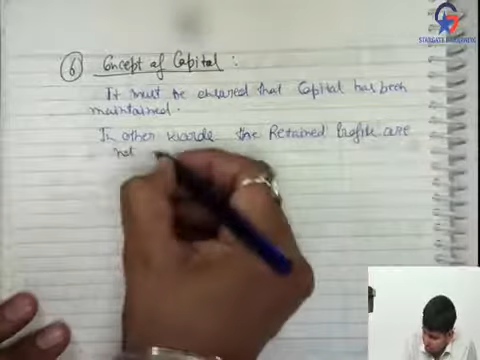 STARGATE
6 Concept of Capital :
It must be ensured that Capital has been
maintained.
In other words the Retained Profits are
not